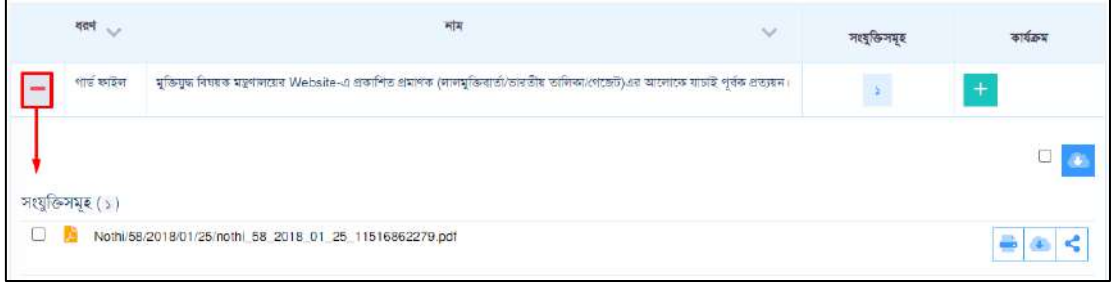 ধরণ নাম সংযুক্তিসমূহ কার্যক্রম
গার্ড ফাইল মুক্তিযুদ্ধ বিষয়ক মন্ত্রণালয়ের Website-এ প্রকাশিত প্রমাণক (লালমুক্তিবার্তা/ভারতীয় তালিকা/গেজেট)এর আলোকে যাচাই পূর্বক প্রত্যয়ন। ১
সংযুক্তিসমূহ (১)
Nothi/58/2018/01/25/nothi_58_2018_01_25_11516862279.pdf